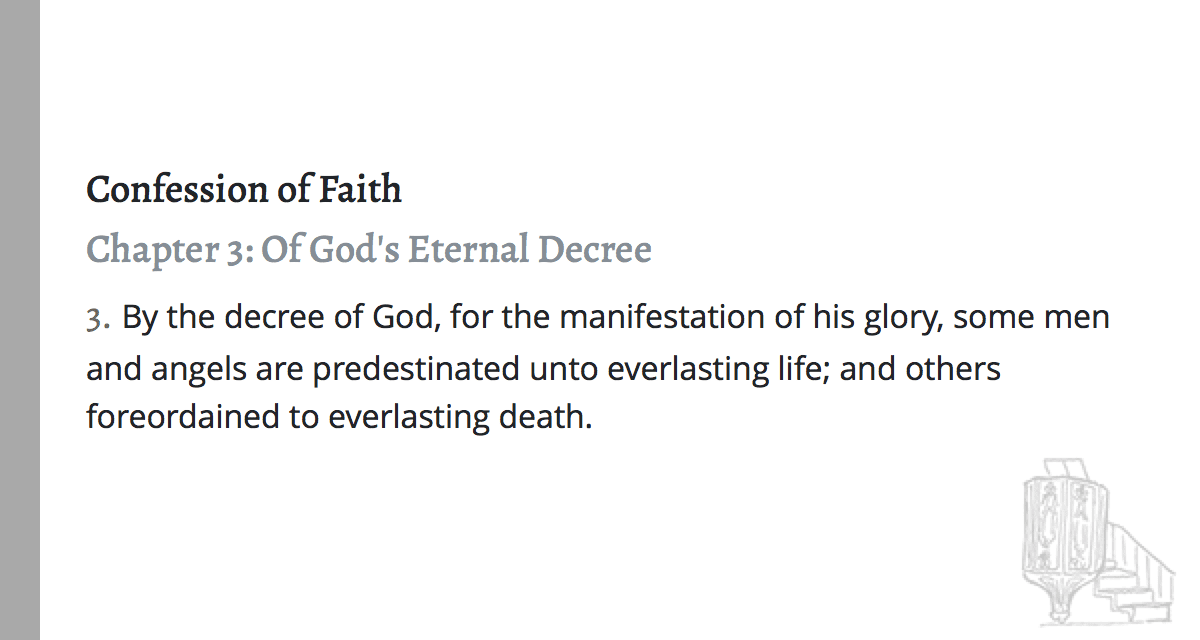 Confession of Faith
Chapter 3: Of God's Eternal Decree
3. By the decree of God, for the manifestation of his glory, some men
and angels are predestinated unto everlasting life; and others
foreordained to everlasting death.